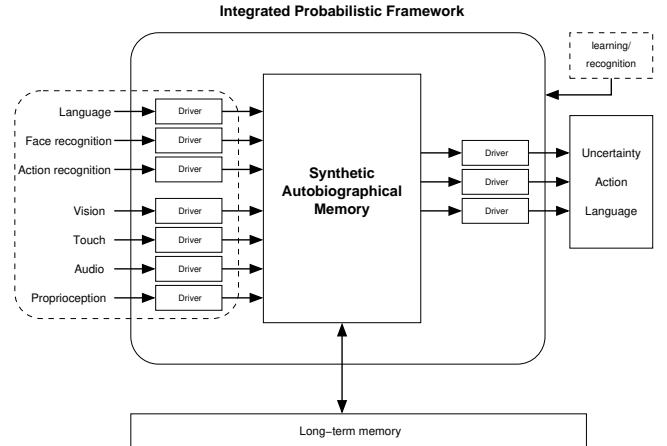 Integrated Probabilistic Framework
learning/
recognition
Language
Driver
Face recognition
Driver
Action recognition
Driver
Vision
Driver
Touch
Driver
Audio
Driver
Proprioception
Driver
Synthetic
Autobiographical
Memory
Driver
Uncertainty
Driver
Action
Driver
Language
Long−term memory